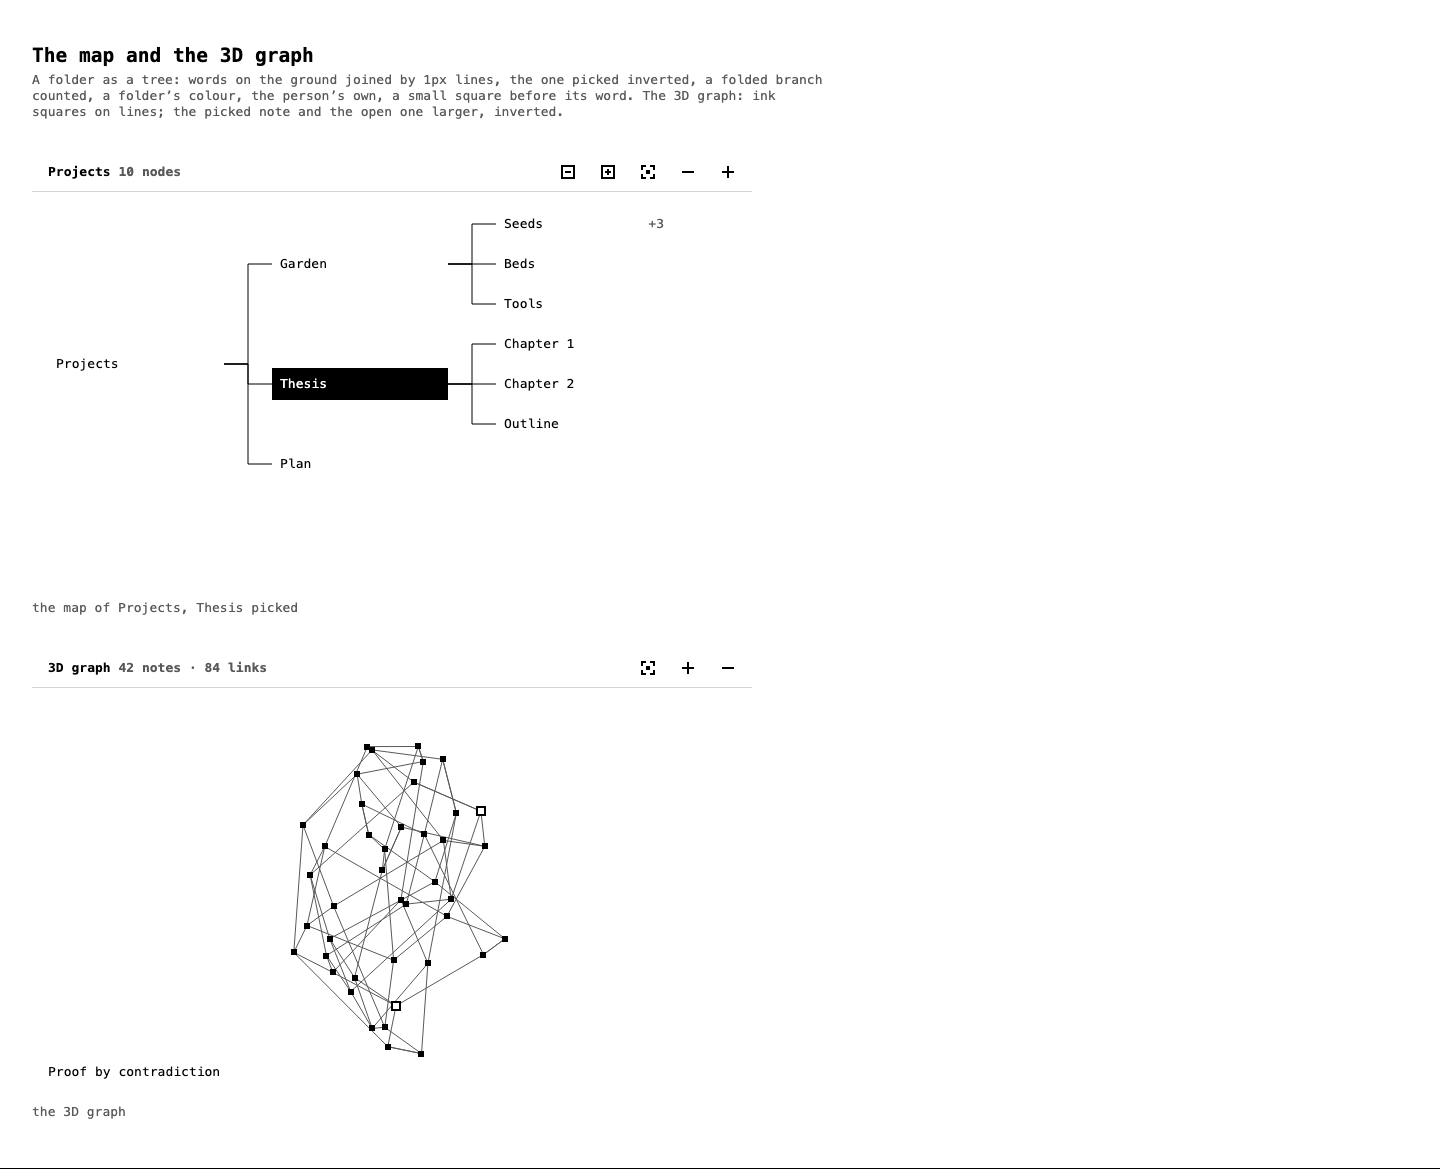 The map and the 3D graph
A folder as a tree: words on the ground joined by 1px lines, the one picked inverted, a folded branch
counted, a folder’s colour, the person’s own, a small square before its word. The 3D graph: ink
squares on lines; the picked note and the open one larger, inverted.
Projects 10 nodes
Seeds +3
Garden
Beds
Tools
Chapter 1
Projects
Thesis
Chapter 2
Outline
Plan
the map of Projects, Thesis picked
3D graph 42 notes · 84 links
Proof by contradiction
the 3D graph